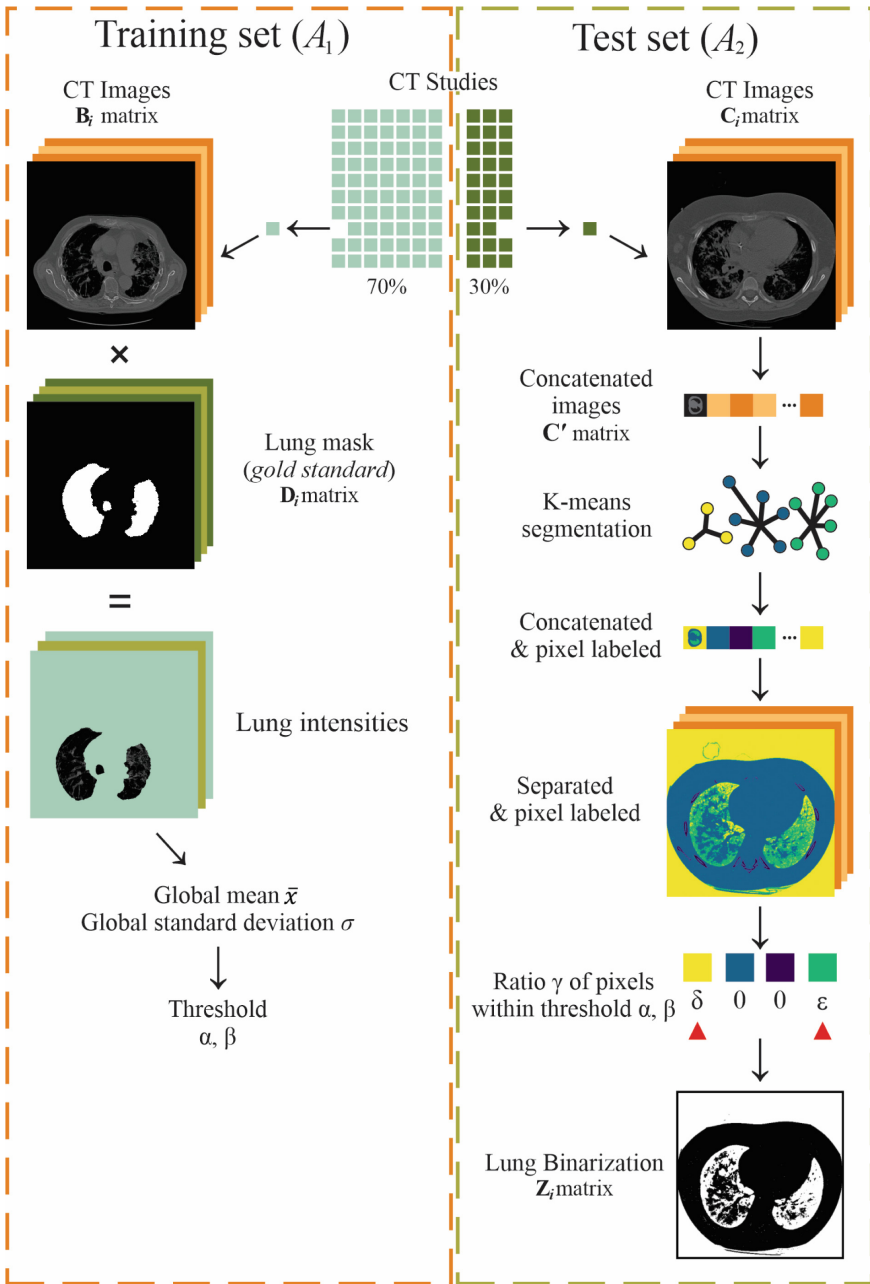 Training set (A₁)
Test set (A₂)
CT Studies
70%
30%
CT Images
Bᵢ matrix
×
Lung mask
(gold standard)
Dᵢ matrix
=
Lung intensities
Global mean x̄
Global standard deviation σ
Threshold
α, β
CT Images
Cᵢ matrix
Concatenated
images
C′ matrix
...
K-means
segmentation
Concatenated
& pixel labeled
...
Separated
& pixel labeled
Ratio γ of pixels
within threshold α, β
δ 0 0 ε
Lung Binarization
Zᵢ matrix